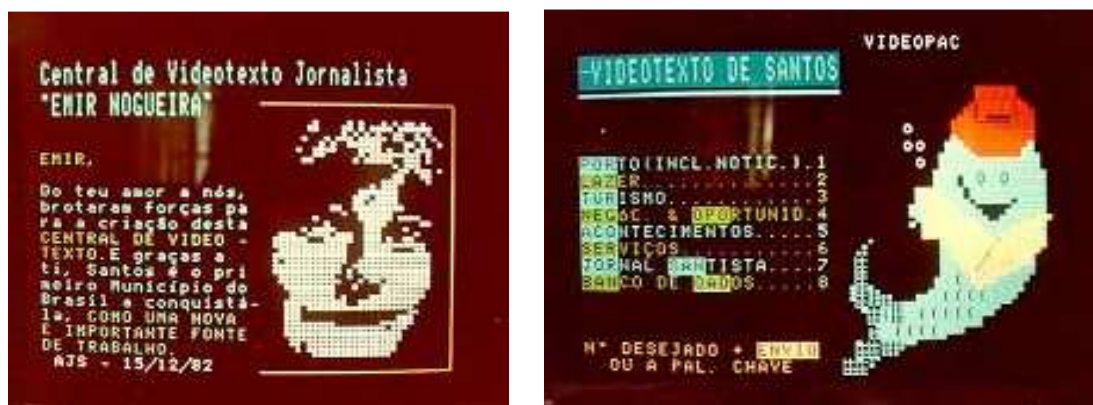 Central de Videotexto Jornalista
"EMIR NOGUEIRA"
EMIR,
Do teu amor a nós,
brotaram forças pa
ra a criação desta
CENTRAL DE VIDEO -
TEXTO.E graças a
ti, Santos é o pri
meiro Município do
Brasil a conquistá-
la, COMO UMA NOVA
E IMPORTANTE FONTE
DE TRABALHO.
AJS - 15/12/82
VIDEOPAC
-VIDEOTEXTO DE SANTOS
PORTO(INCL.NOTIC.).1
LAZER..............2
TURISMO............3
NEGóC. & OPORTUNID.4
ACONTECIMENTOS.....5
SERVIÇOS...........6
JORNAL SANTISTA....7
BANCO DE DADOS.....8
Nº DESEJADO + ENVIO
OU A PAL. CHAVE